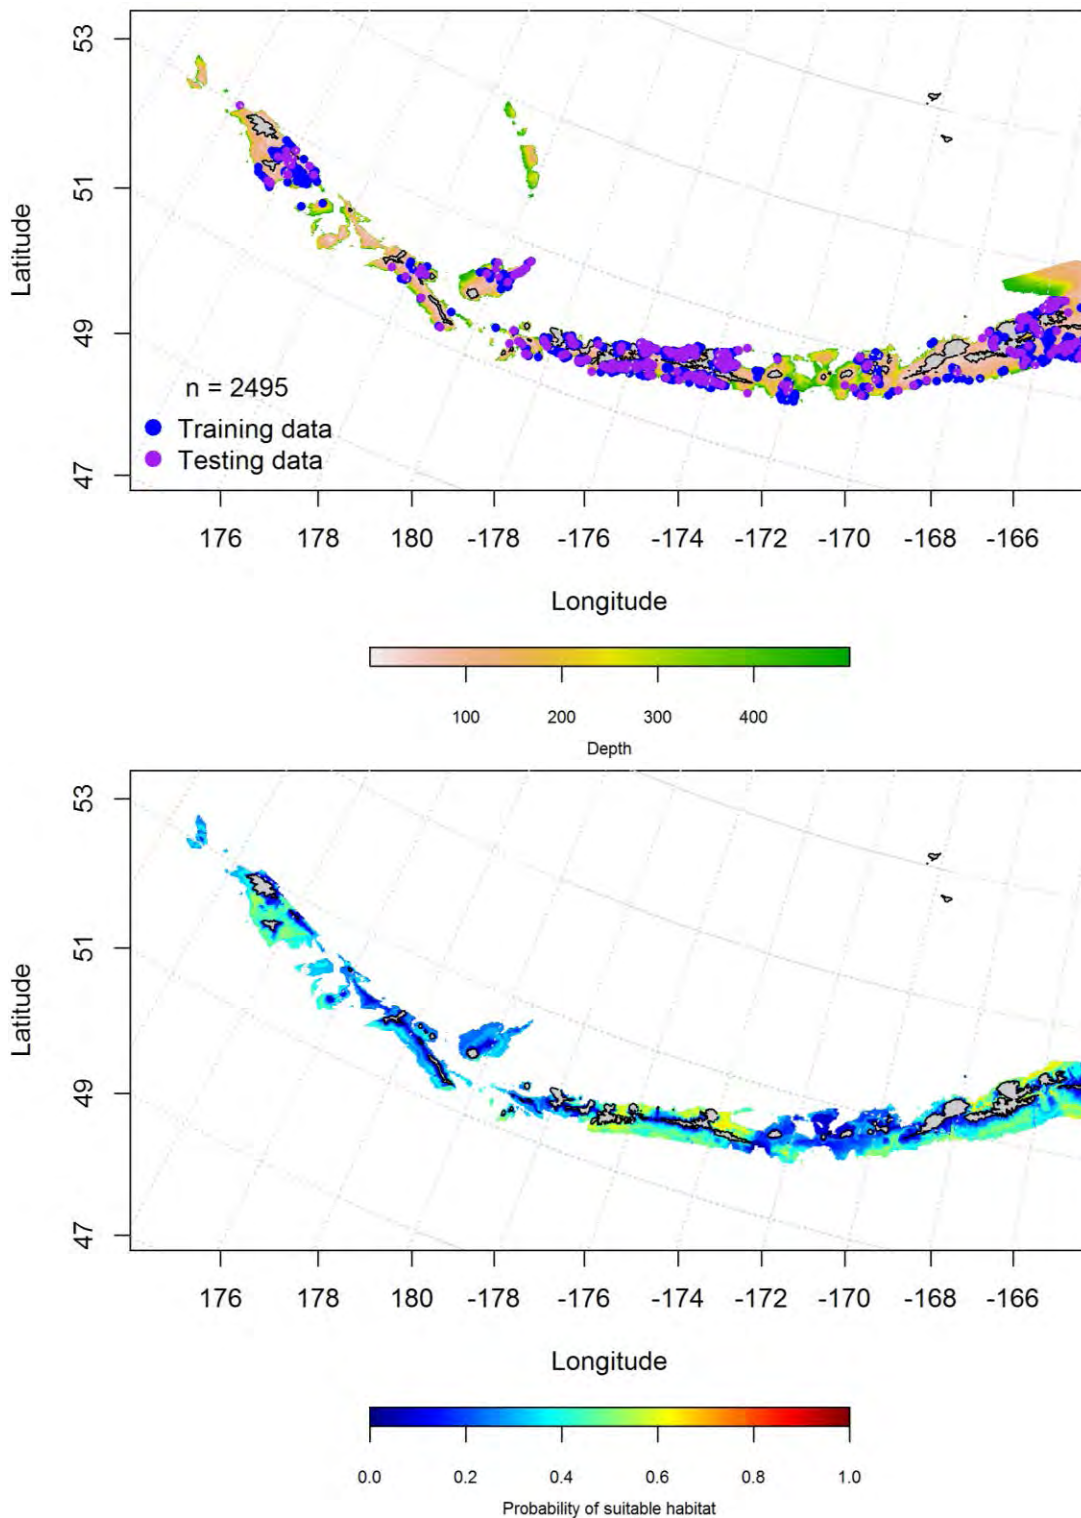 53
51
49
47
Latitude
n = 2495
Training data
Testing data
176 178 180 -178 -176 -174 -172 -170 -168 -166
Longitude
100 200 300 400
Depth
53
51
49
47
Latitude
176 178 180 -178 -176 -174 -172 -170 -168 -166
Longitude
0.0 0.2 0.4 0.6 0.8 1.0
Probability of suitable habitat